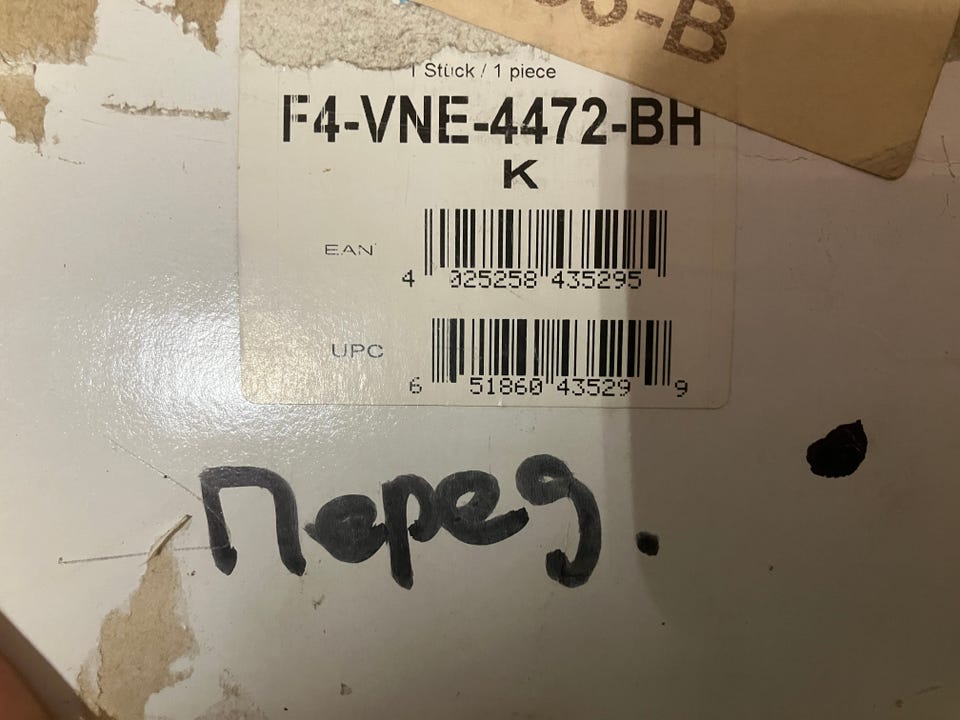 -B
1 Stück / 1 piece
F4-VNE-4472-BH
K
EAN
4 025258 435295
UPC
6 51860 43529 9
Перед.